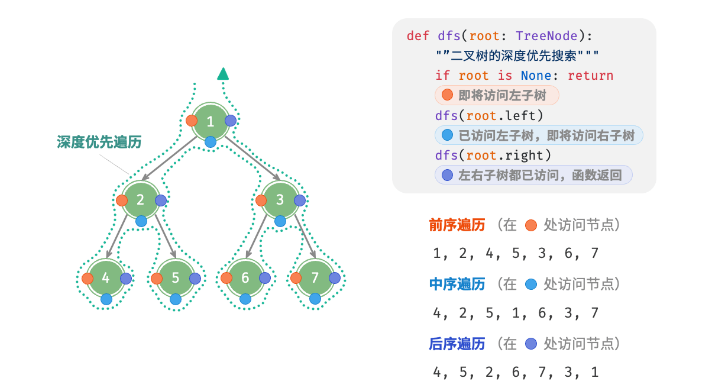 深度优先遍历
1
2
3
4
5
6
7
def dfs(root: TreeNode):
"”二叉树的深度优先搜索"""
if root is None: return
即将访问左子树
dfs(root.left)
已访问左子树，即将访问右子树
dfs(root.right)
左右子树都已访问，函数返回
前序遍历 （在 处访问节点）
1, 2, 4, 5, 3, 6, 7
中序遍历 （在 处访问节点）
4, 2, 5, 1, 6, 3, 7
后序遍历 （在 处访问节点）
4, 5, 2, 6, 7, 3, 1